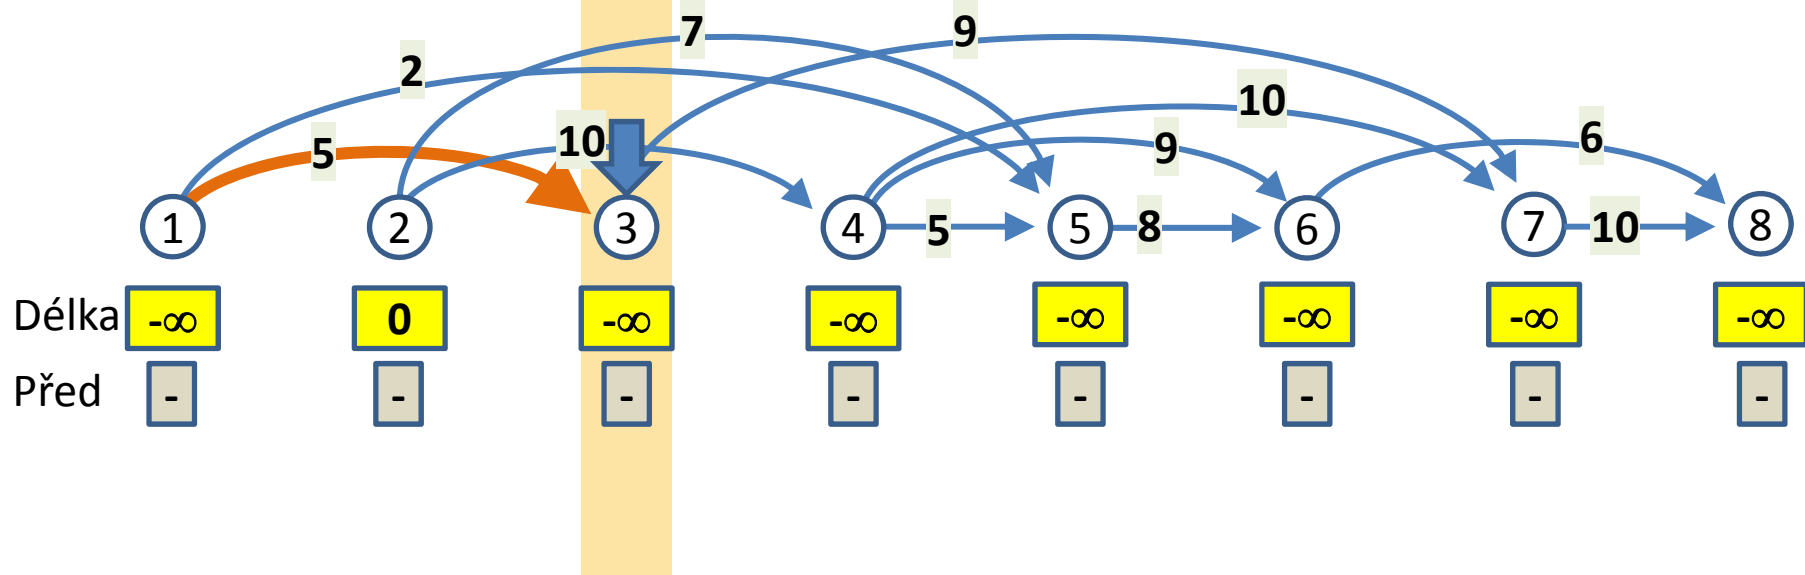 7 9
2
10
5 10 9 6
1 2 3 4 5 5 8 6 7 10 8
Délka -∞ 0 -∞ -∞ -∞ -∞ -∞ -∞
Před - - - - - - - -